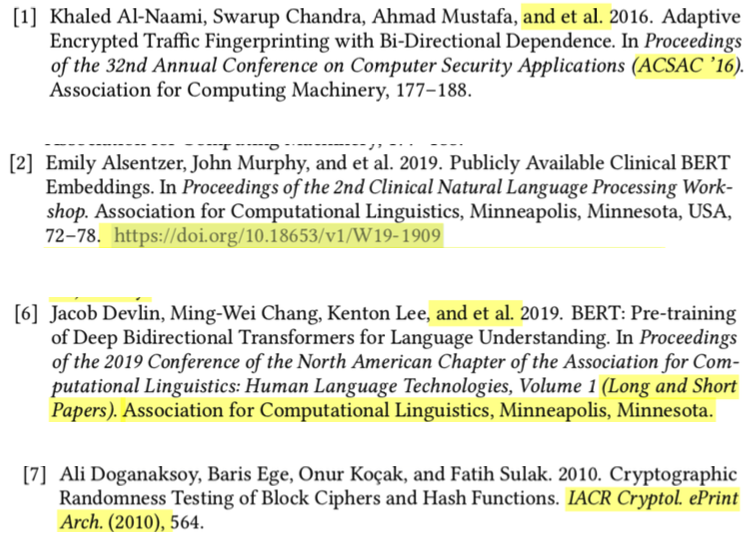 [1] Khaled Al-Naami, Swarup Chandra, Ahmad Mustafa, and et al. 2016. Adaptive
Encrypted Traffic Fingerprinting with Bi-Directional Dependence. In Proceedings
of the 32nd Annual Conference on Computer Security Applications (ACSAC ’16).
Association for Computing Machinery, 177–188.
[2] Emily Alsentzer, John Murphy, and et al. 2019. Publicly Available Clinical BERT
Embeddings. In Proceedings of the 2nd Clinical Natural Language Processing Work-
shop. Association for Computational Linguistics, Minneapolis, Minnesota, USA,
72–78. https://doi.org/10.18653/v1/W19-1909
[6] Jacob Devlin, Ming-Wei Chang, Kenton Lee, and et al. 2019. BERT: Pre-training
of Deep Bidirectional Transformers for Language Understanding. In Proceedings
of the 2019 Conference of the North American Chapter of the Association for Com-
putational Linguistics: Human Language Technologies, Volume 1 (Long and Short
Papers). Association for Computational Linguistics, Minneapolis, Minnesota.
[7] Ali Doganaksoy, Baris Ege, Onur Koçak, and Fatih Sulak. 2010. Cryptographic
Randomness Testing of Block Ciphers and Hash Functions. IACR Cryptol. ePrint
Arch. (2010), 564.